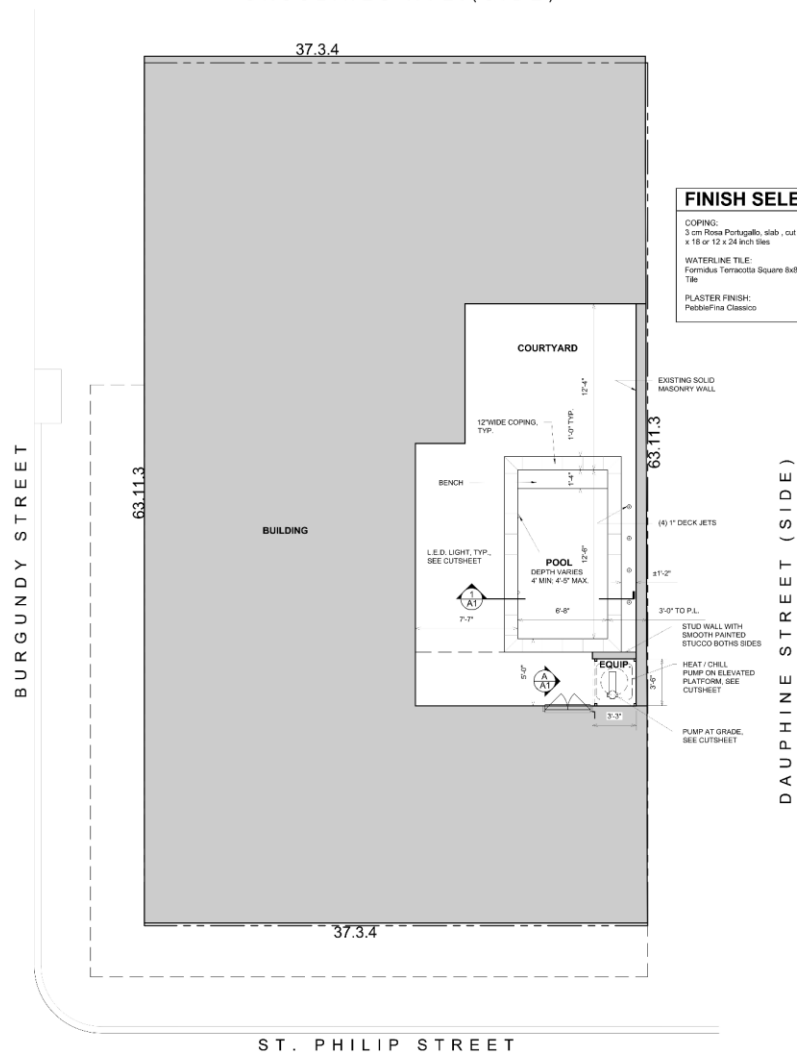 37.3.4
FINISH SELE
COPING:
3 cm Rosa Portugallo, slab , cut
x 18 or 12 x 24 inch tiles
WATERLINE TILE:
Formidus Terracotta Square 8x8
Tile
PLASTER FINISH:
PebbleFina Classico
COURTYARD
12'-4"
EXISTING SOLID
MASONRY WALL
12"WIDE COPING,
TYP.
1'-0" TYP.
63.11.3
63.11.3
BURGUNDY STREET
DAUPHINE STREET (SIDE)
BENCH
1'-4"
(4) 1" DECK JETS
BUILDING
L.E.D. LIGHT, TYP.,
SEE CUTSHEET
12'-6"
POOL
DEPTH VARIES
4' MIN; 4'-5" MAX.
±1'-2"
1
A1
7'-7"
6'-8"
3'-0" TO P.L.
STUD WALL WITH
SMOOTH PAINTED
STUCCO BOTHS SIDES
EQUIP.
HEAT / CHILL
PUMP ON ELEVATED
PLATFORM, SEE
CUTSHEET
5'-0"
A
A1
3'-6"
3'-3"
PUMP AT GRADE,
SEE CUTSHEET
37.3.4
ST. PHILIP STREET